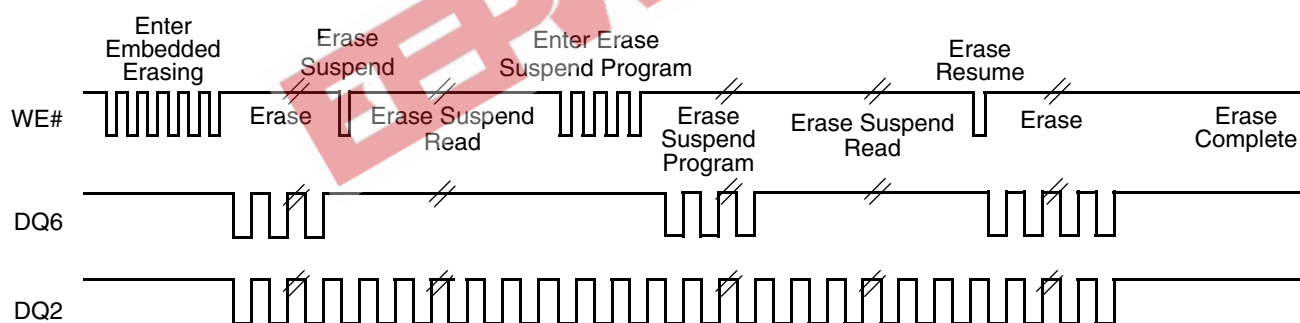 Enter
Embedded
Erasing
Erase
Suspend
Enter Erase
Suspend Program
Erase
Resume
WE#
Erase
Erase Suspend
Read
Erase
Suspend
Program
Erase Suspend
Read
Erase
Erase
Complete
DQ6
DQ2